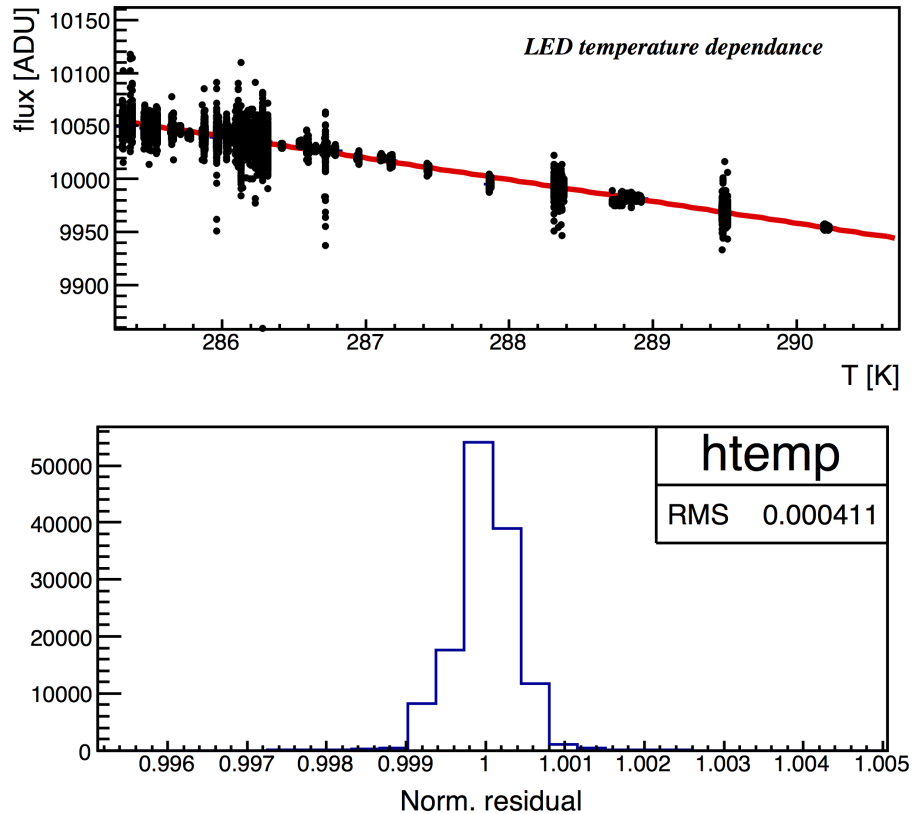 LED temperature dependance
flux [ADU]
10150
10100
10050
10000
9950
9900
286 287 288 289 290
T [K]
htemp
RMS 0.000411
50000
40000
30000
20000
10000
0
0.996 0.997 0.998 0.999 1 1.001 1.002 1.003 1.004 1.005
Norm. residual